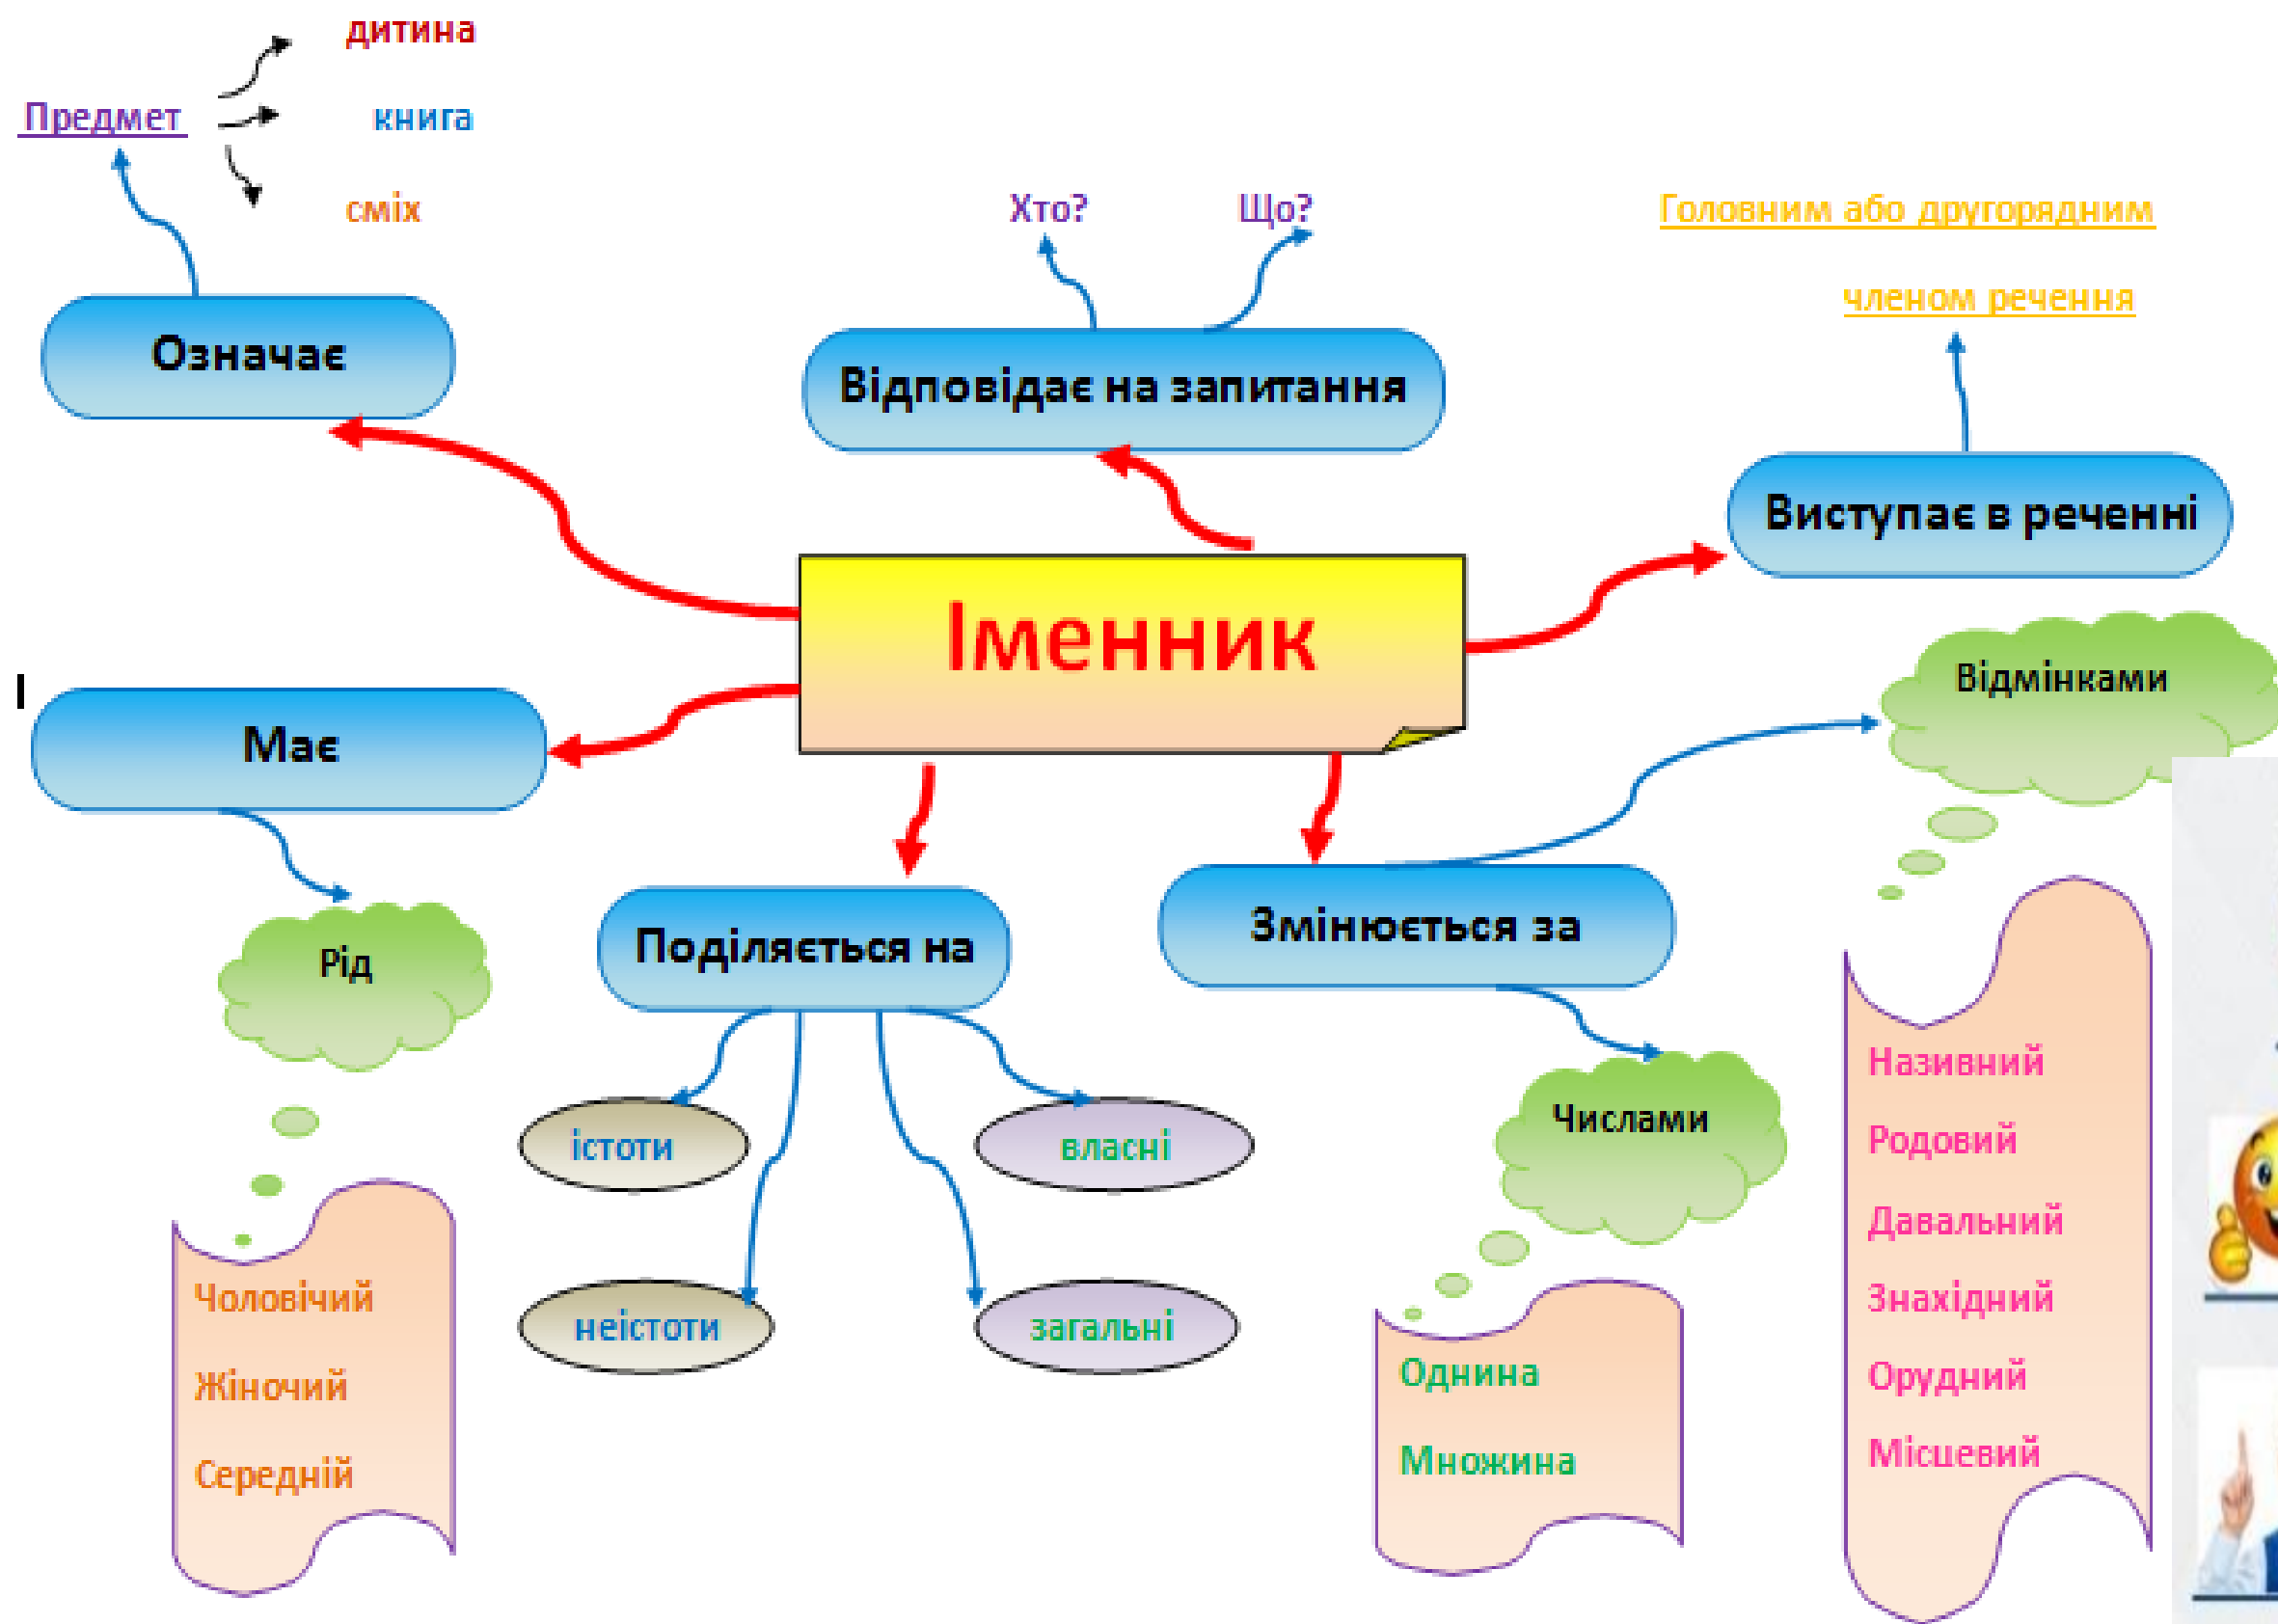 дитина
Предмет
книга
сміх
Хто?
Що?
Головним або другорядним
членом речення
Означає
Відповідає на запитання
Виступає в реченні
Іменник
Відмінками
І
Має
Змінюється за
Поділяється на
Рід
Називний
Числами
Родовий
істоти
власні
Давальний
Чоловічий
Знахідний
неістоти
загальні
Однина
Орудний
Жіночий
Множина
Місцевий
Середній